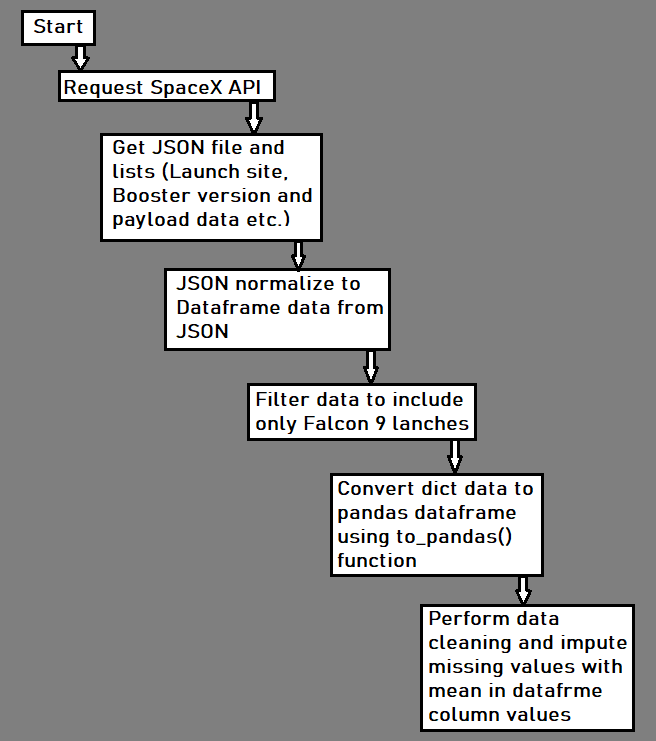 Start
Request SpaceX API
Get JSON file and
lists (Launch site,
Booster version and
payload data etc.)
JSON normalize to
Dataframe data from
JSON
Filter data to include
only Falcon 9 lanches
Convert dict data to
pandas dataframe
using to_pandas()
function
Perform data
cleaning and impute
missing values with
mean in datafrme
column values